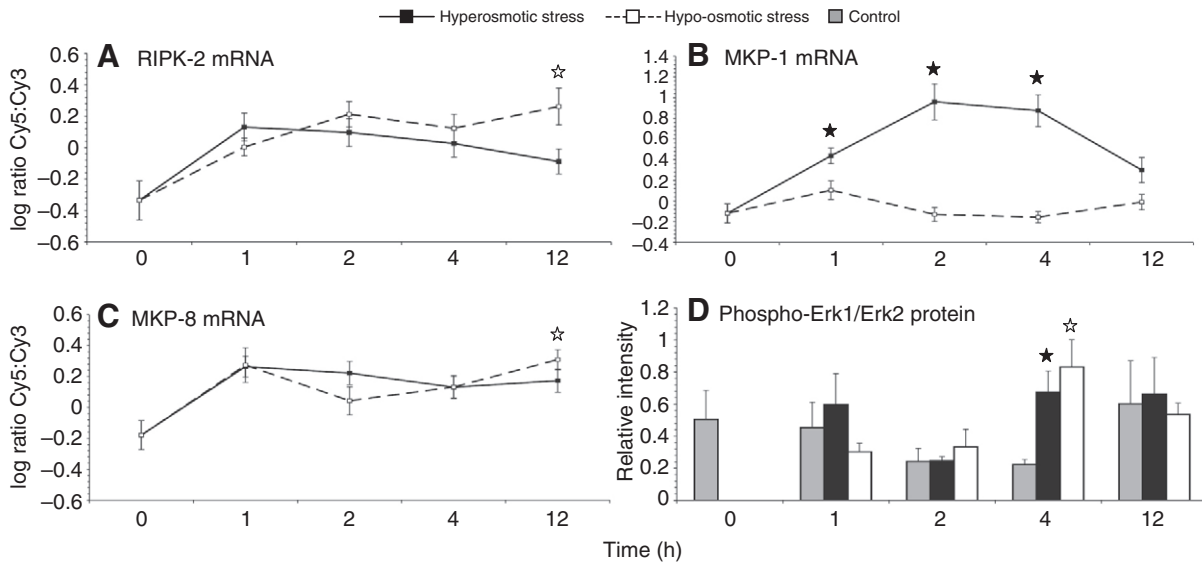 Hyperosmotic stress Hypo-osmotic stress Control
A RIPK-2 mRNA
log ratio Cy5:Cy3
0.6
0.4
0.2
0
–0.2
–0.4
–0.6
0 1 2 4 12
B MKP-1 mRNA
1.4
1.2
1
0.8
0.6
0.4
0.2
0
–0.2
–0.4
0 1 2 4 12
C MKP-8 mRNA
log ratio Cy5:Cy3
0.6
0.4
0.2
0
–0.2
–0.4
–0.6
0 1 2 4 12
D Phospho-Erk1/Erk2 protein
Relative intensity
1.2
1
0.8
0.6
0.4
0.2
0
0 1 2 4 12
Time (h)